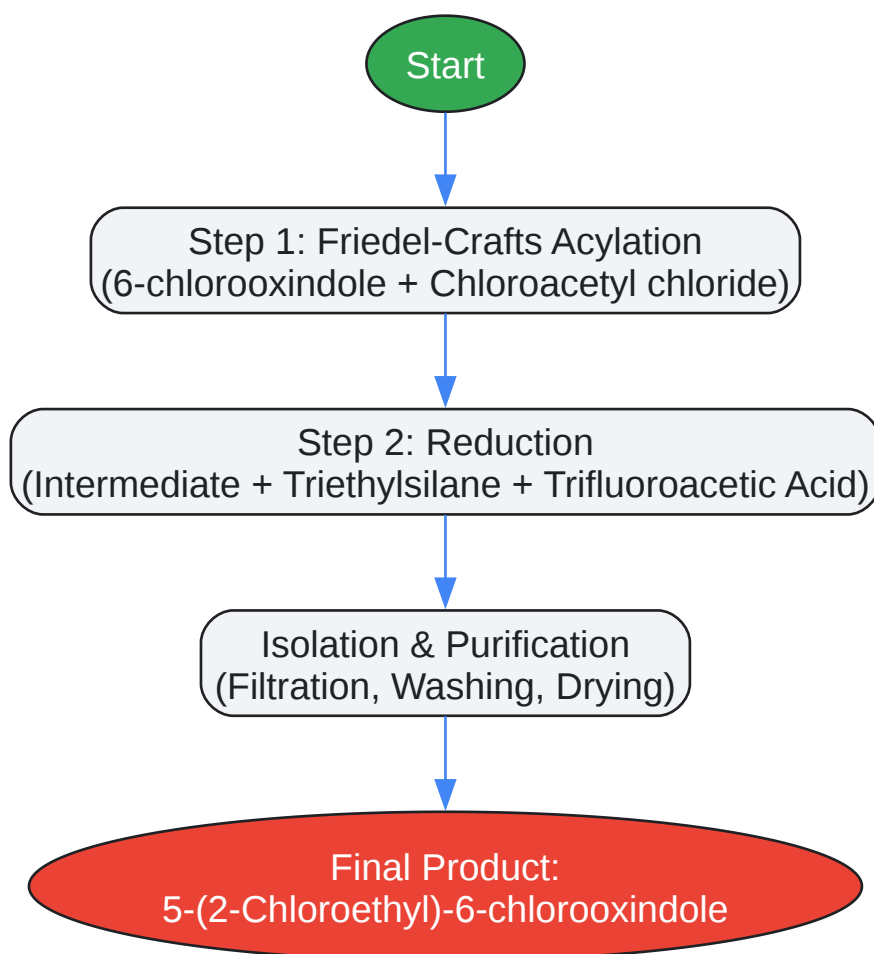 Start
Step 1: Friedel-Crafts Acylation
(6-chlorooxindole + Chloroacetyl chloride)
Step 2: Reduction
(Intermediate + Triethylsilane + Trifluoroacetic Acid)
Isolation & Purification
(Filtration, Washing, Drying)
Final Product:
5-(2-Chloroethyl)-6-chlorooxindole